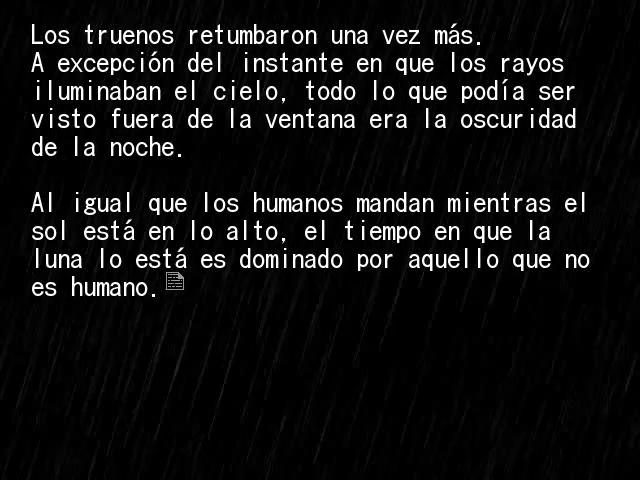 Los truenos retumbaron una vez más.
A excepción del instante en que los rayos
iluminaban el cielo, todo lo que podía ser
visto fuera de la ventana era la oscuridad
de la noche.
Al igual que los humanos mandan mientras el
sol está en lo alto, el tiempo en que la
luna lo está es dominado por aquello que no
es humano.